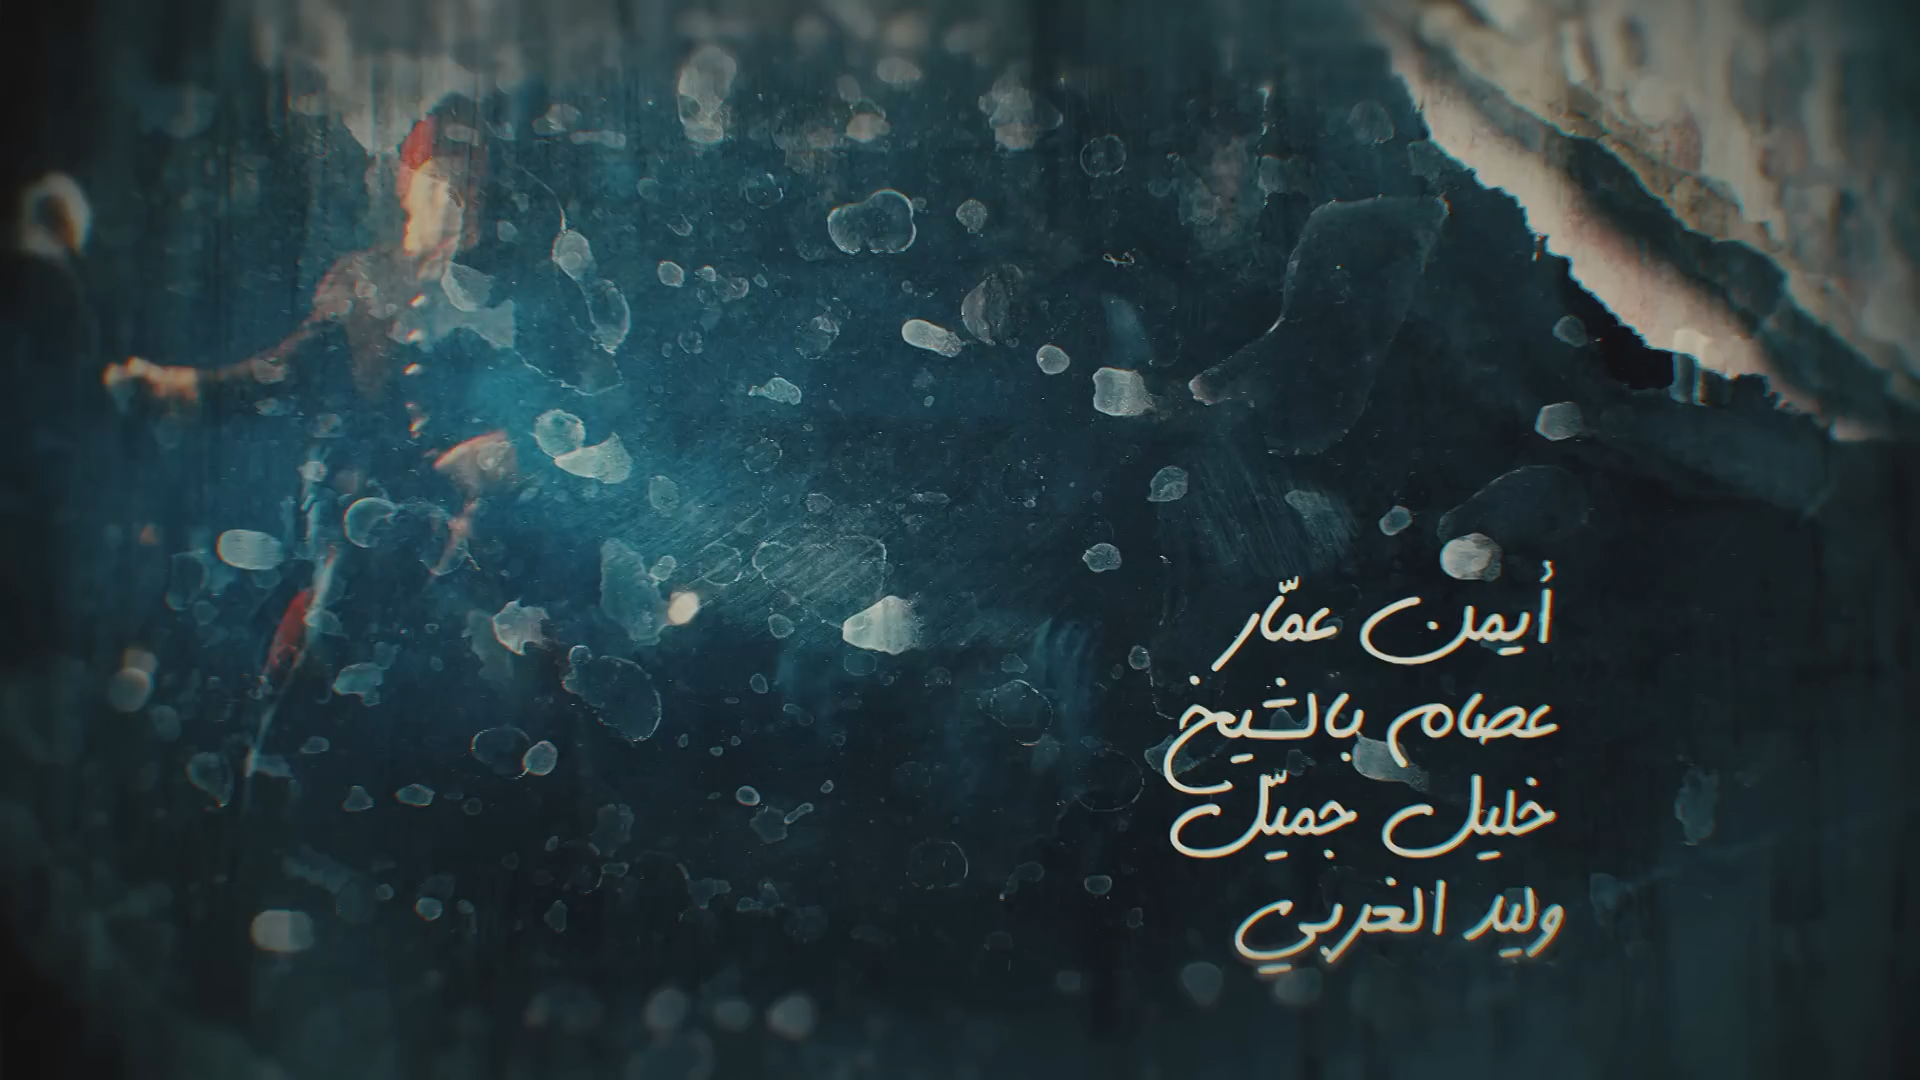 أيمن عمّار
عصام بالشيخ
خليل جميّل
وليد الغربي